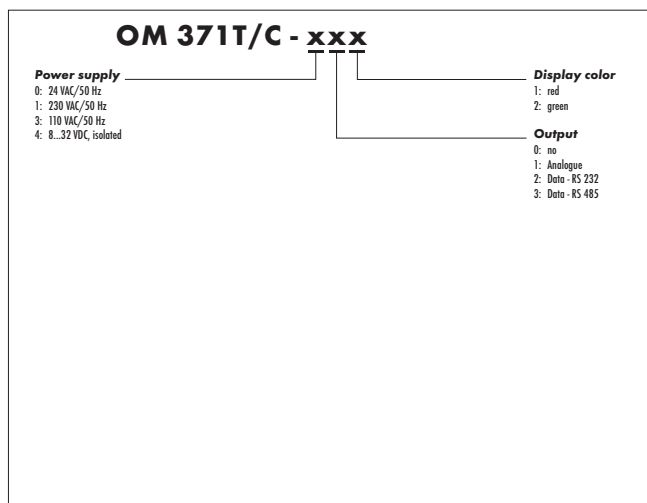 OM 371T/C - xxx
Power supply
0: 24 VAC/50 Hz
1: 230 VAC/50 Hz
3: 110 VAC/50 Hz
4: 8...32 VDC, isolated
Display color
1: red
2: green
Output
0: no
1: Analogue
2: Data - RS 232
3: Data - RS 485